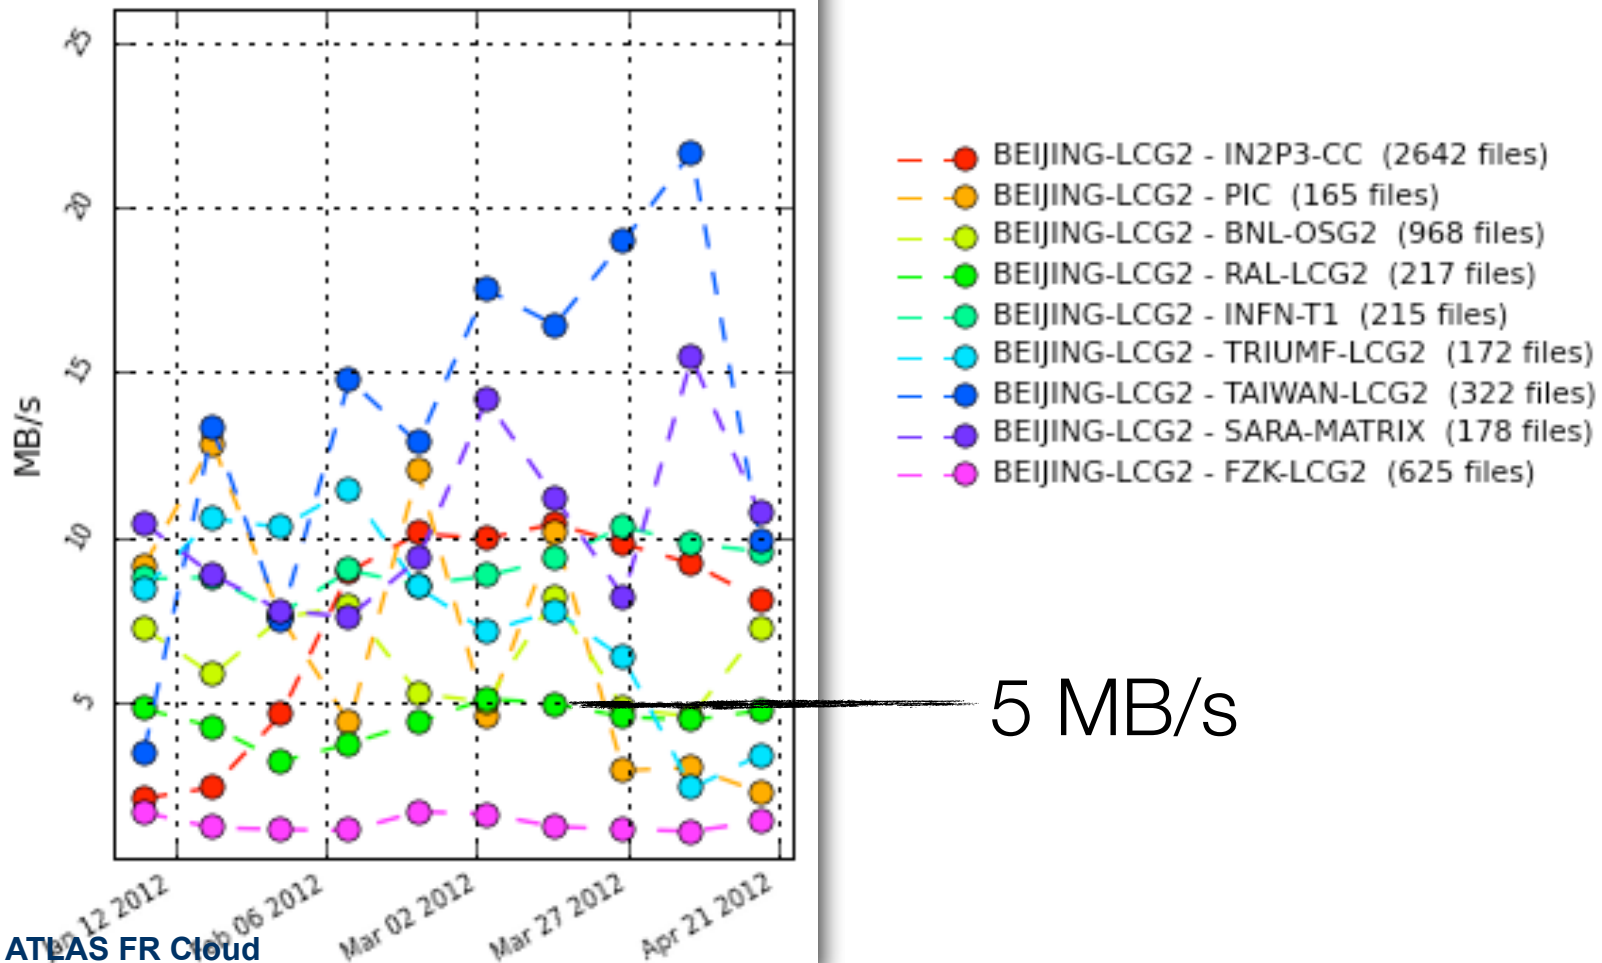 25
20
15
10
5
MB/s
12 2012
06 2012
Mar 02 2012
Mar 27 2012
Apr 21 2012
ATLAS FR Cloud
BEIJING-LCG2 - IN2P3-CC (2642 files)
BEIJING-LCG2 - PIC (165 files)
BEIJING-LCG2 - BNL-OSG2 (968 files)
BEIJING-LCG2 - RAL-LCG2 (217 files)
BEIJING-LCG2 - INFN-T1 (215 files)
BEIJING-LCG2 - TRIUMF-LCG2 (172 files)
BEIJING-LCG2 - TAIWAN-LCG2 (322 files)
BEIJING-LCG2 - SARA-MATRIX (178 files)
BEIJING-LCG2 - FZK-LCG2 (625 files)
5 MB/s